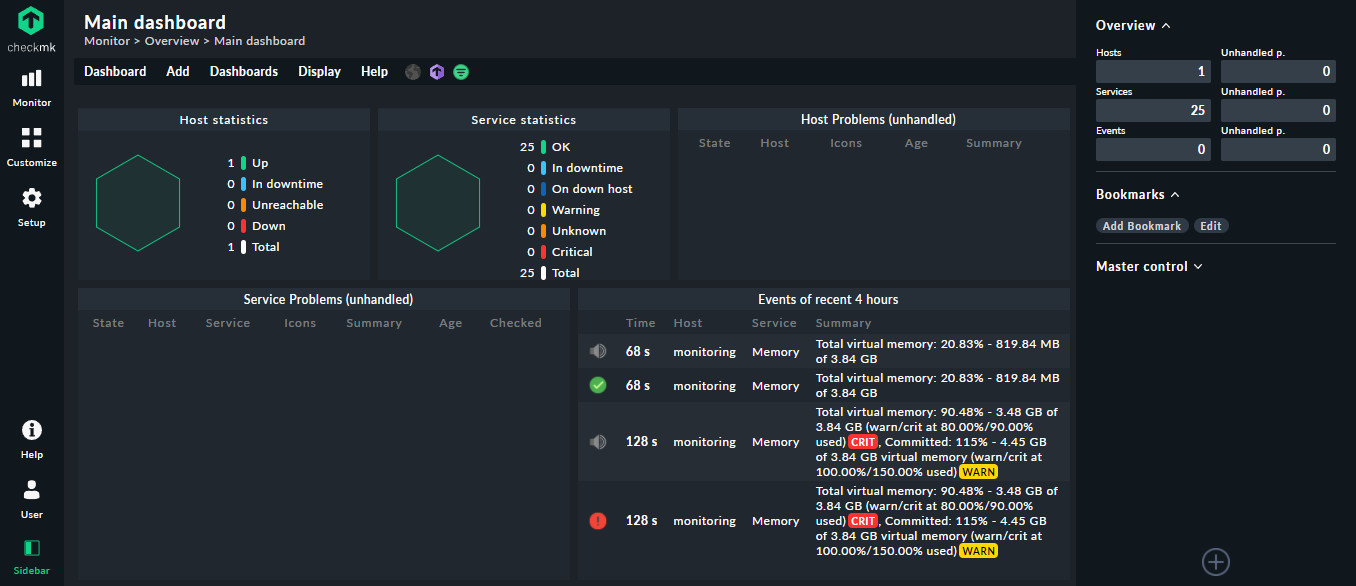 checkmk
Monitor
Customize
Setup
Help
User
Sidebar
Main dashboard
Monitor > Overview > Main dashboard
Dashboard Add Dashboards Display Help
Host statistics
1 Up
0 In downtime
0 Unreachable
0 Down
1 Total
Service statistics
25 OK
0 In downtime
0 On down host
0 Warning
0 Unknown
0 Critical
25 Total
Host Problems (unhandled)
State Host Icons Age Summary
Service Problems (unhandled)
State Host Service Icons Summary Age Checked
Events of recent 4 hours
Time Host Service Summary
68 s monitoring Memory Total virtual memory: 20.83% - 819.84 MB
of 3.84 GB
68 s monitoring Memory Total virtual memory: 20.83% - 819.84 MB
of 3.84 GB
Total virtual memory: 90.48% - 3.48 GB of
3.84 GB (warn/crit at 80.00%/90.00%
128 s monitoring Memory used) CRIT, Committed: 115% - 4.45 GB
of 3.84 GB virtual memory (warn/crit at
100.00%/150.00% used) WARN
Total virtual memory: 90.48% - 3.48 GB of
3.84 GB (warn/crit at 80.00%/90.00%
128 s monitoring Memory used) CRIT, Committed: 115% - 4.45 GB
of 3.84 GB virtual memory (warn/crit at
100.00%/150.00% used) WARN
Overview
Hosts Unhandled p.
1 0
Services Unhandled p.
25 0
Events Unhandled p.
0 0
Bookmarks
Add Bookmark Edit
Master control